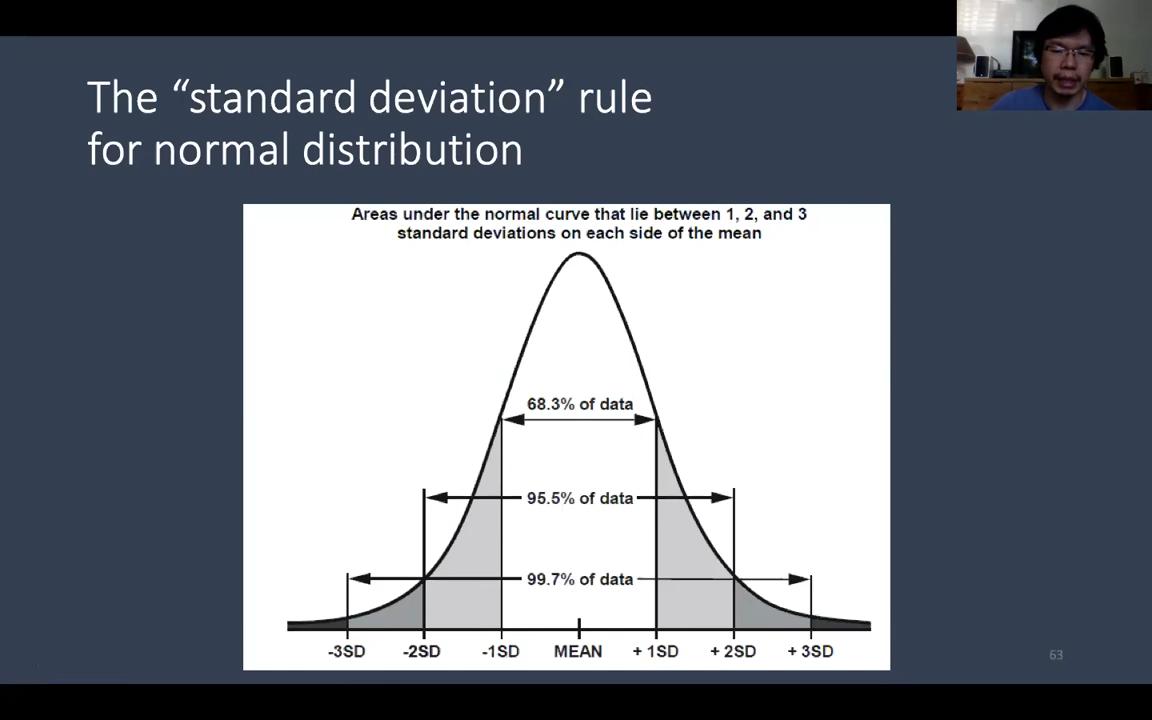 The “standard deviation” rule
for normal distribution
Areas under the normal curve that lie between 1, 2, and 3
standard deviations on each side of the mean
68.3% of data
95.5% of data
99.7% of data
-3SD -2SD -1SD MEAN + 1SD + 2SD + 3SD
63